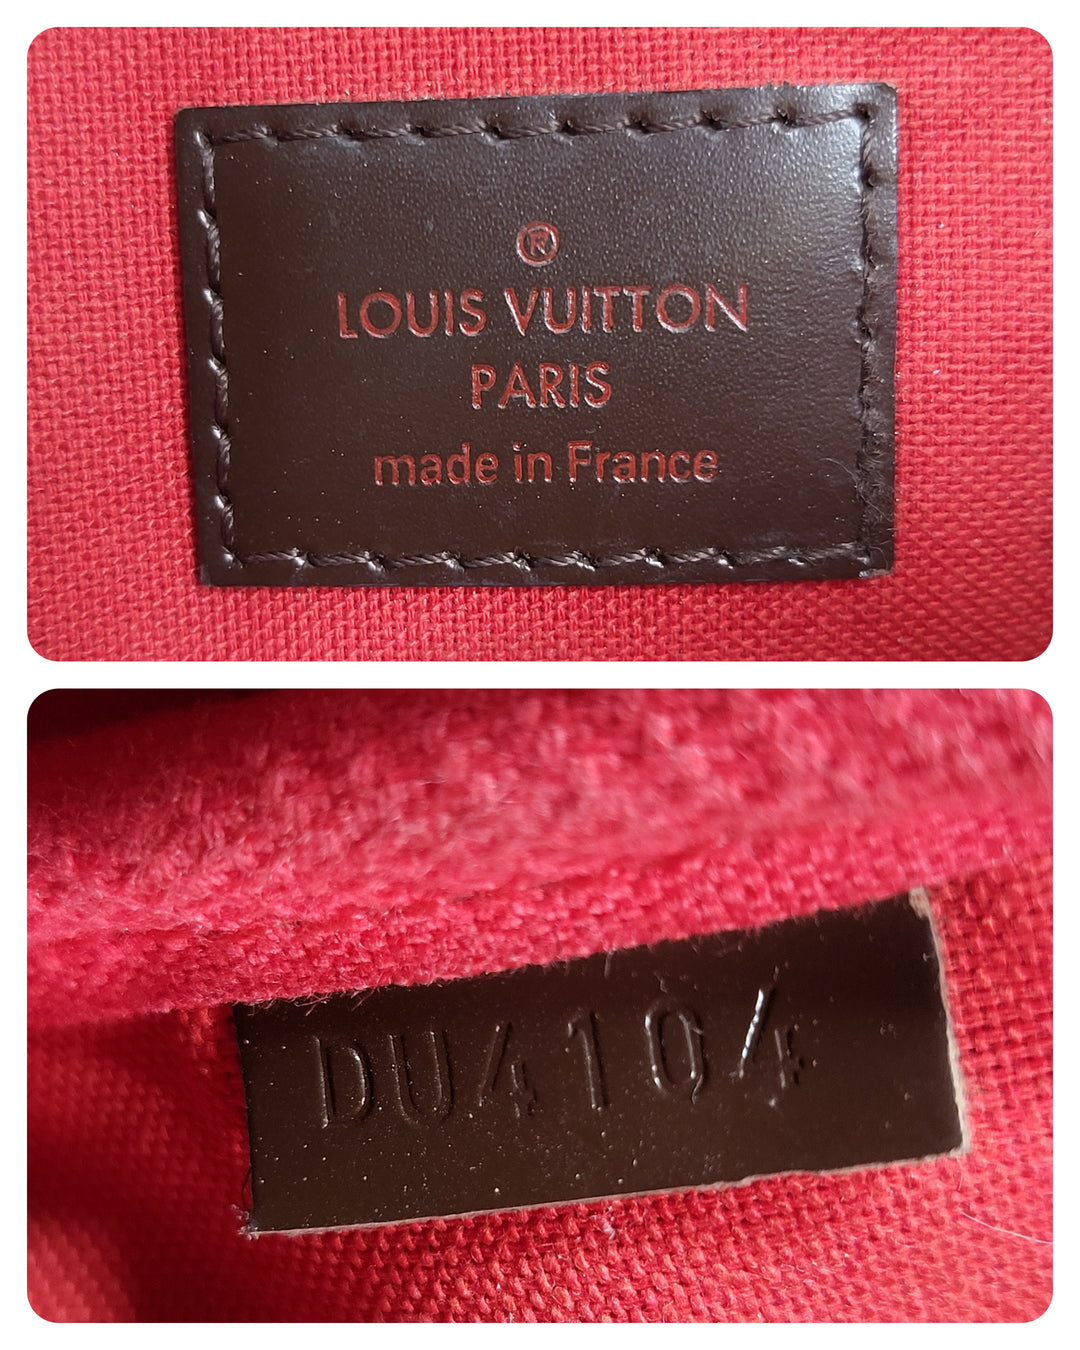 ®
LOUIS VUITTON
PARIS
made in France
DU4104